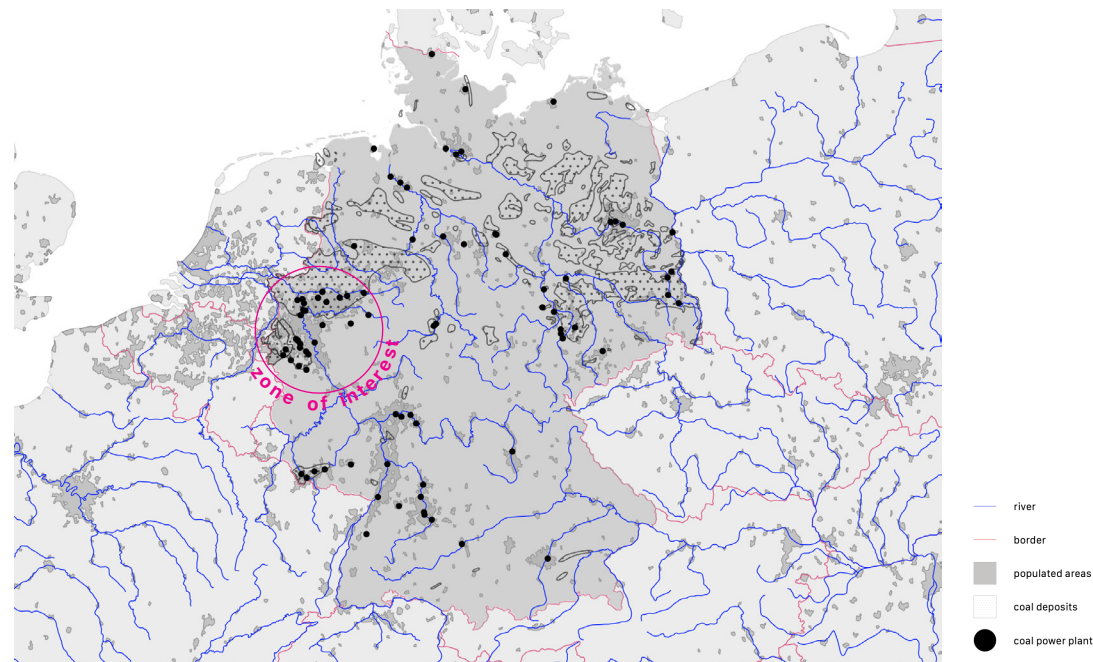 zone of interest
river
border
populated areas
coal deposits
coal power plant